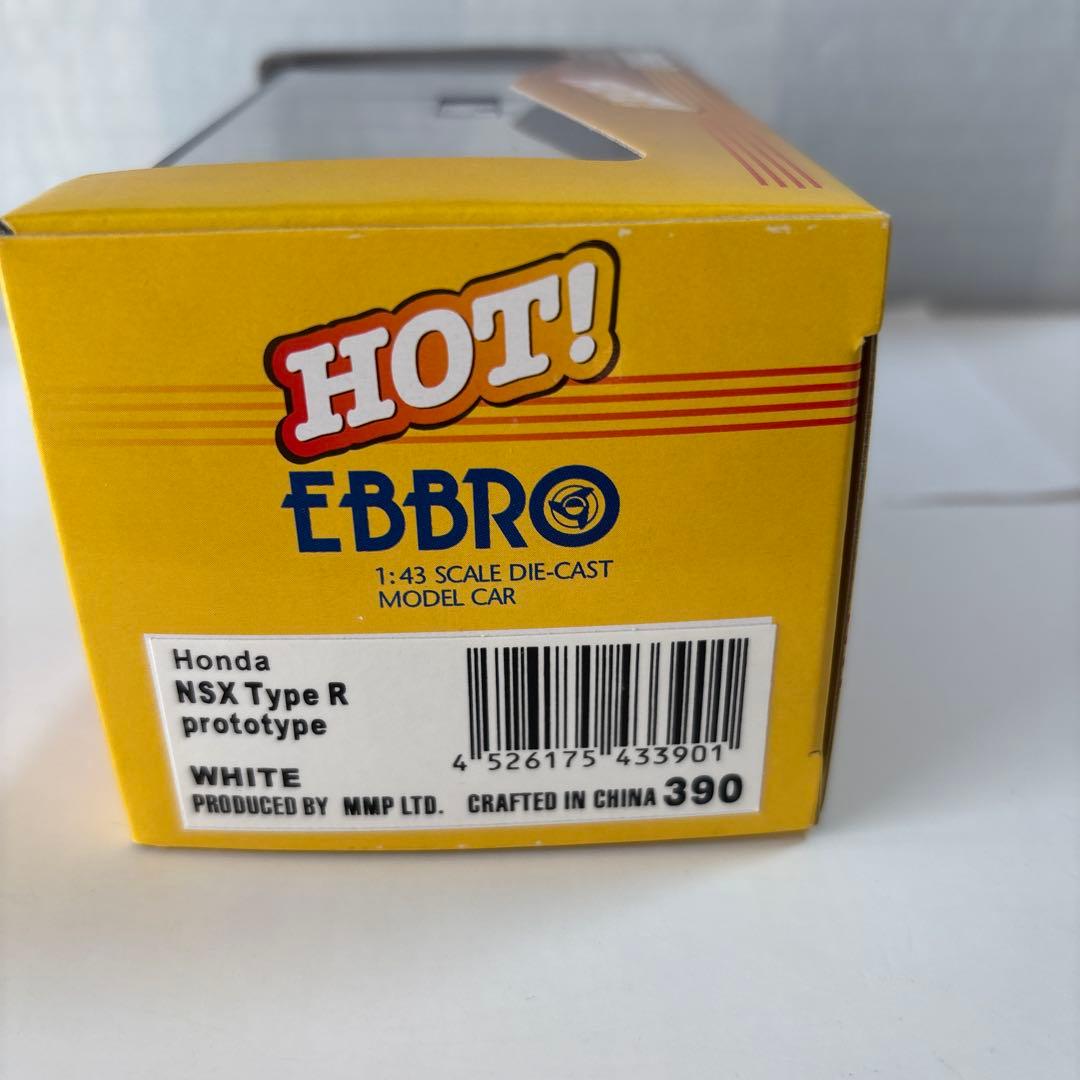 HOT!
EBBRO
1:43 SCALE DIE-CAST
MODEL CAR
Honda
NSX Type R
prototype
WHITE
4 526175 433901
PRODUCED BY MMP LTD. CRAFTED IN CHINA 390